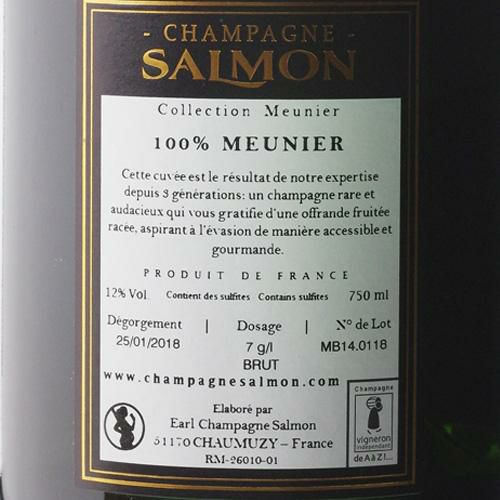 - CHAMPAGNE -
SALMON
Collection Meunier
100% MEUNIER
Cette cuvée est le résultat de notre expertise
depuis 3 générations: un champagne rare et
audacieux qui vous gratifie d'une offrande fruitée
racée, aspirant à l'évasion de manière accessible et
gourmande.
PRODUIT DE FRANCE
12% Vol. Contient des sulfites Contains sulfites 750 ml
Dégorgement | Dosage | N° de Lot
25/01/2018 7 g/l MB14.0118
BRUT
www.champagnesalmon.com
Elaboré par
Earl Champagne Salmon
51170 CHAUMUZY – France
RM-26010-01
Champagne
vigneron
indépendant
de A à Z !...